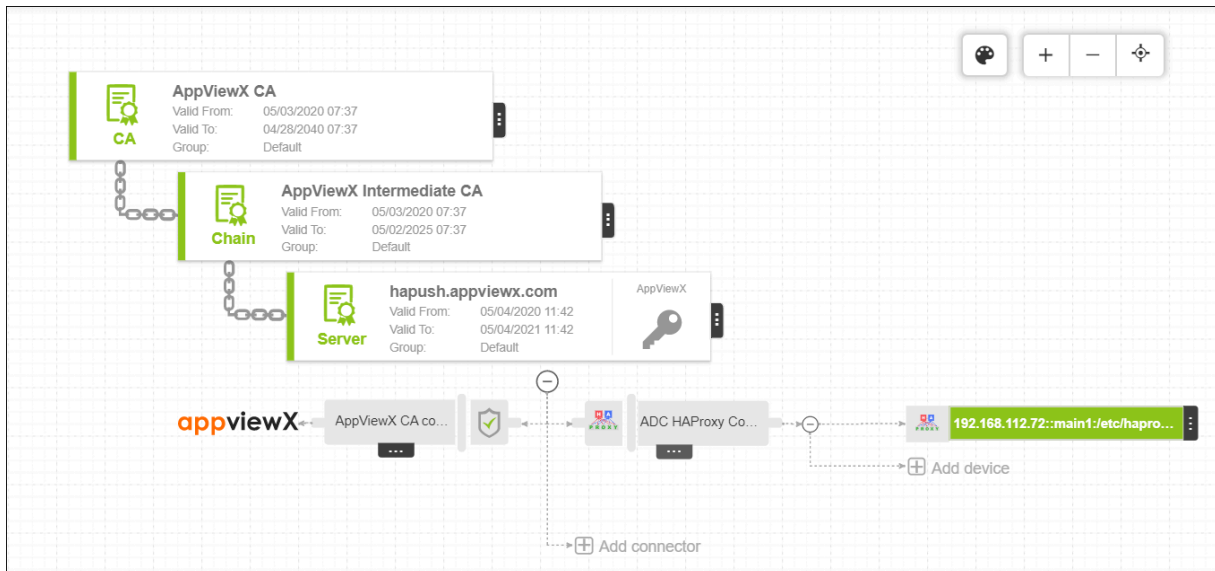 AppViewX CA
Valid From: 05/03/2020 07:37
Valid To: 04/28/2040 07:37
Group: Default
CA
AppViewX Intermediate CA
Valid From: 05/03/2020 07:37
Valid To: 05/02/2025 07:37
Group: Default
Chain
hapush.appviewx.com
Valid From: 05/04/2020 11:42
Valid To: 05/04/2021 11:42
Group: Default
Server
AppViewX
appviewX
AppViewX CA co...
HA
PROXY
ADC HAProxy Co...
HA
PROXY
192.168.112.72::main1:/etc/hapro...
Add device
Add connector